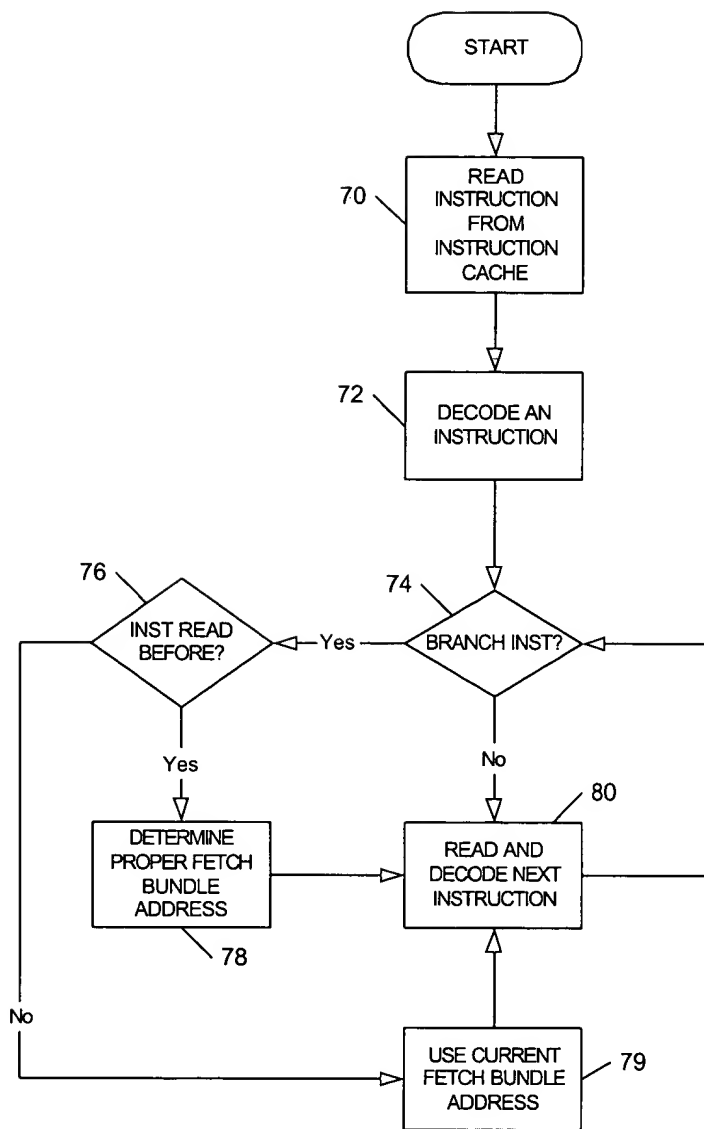 START
READ
INSTRUCTION
FROM
INSTRUCTION
CACHE
70
DECODE AN
INSTRUCTION
72
BRANCH INST?
74
Yes
INST READ
BEFORE?
76
Yes
No
DETERMINE
PROPER FETCH
BUNDLE
ADDRESS
78
READ AND
DECODE NEXT
INSTRUCTION
80
No
USE CURRENT
FETCH BUNDLE
ADDRESS
79